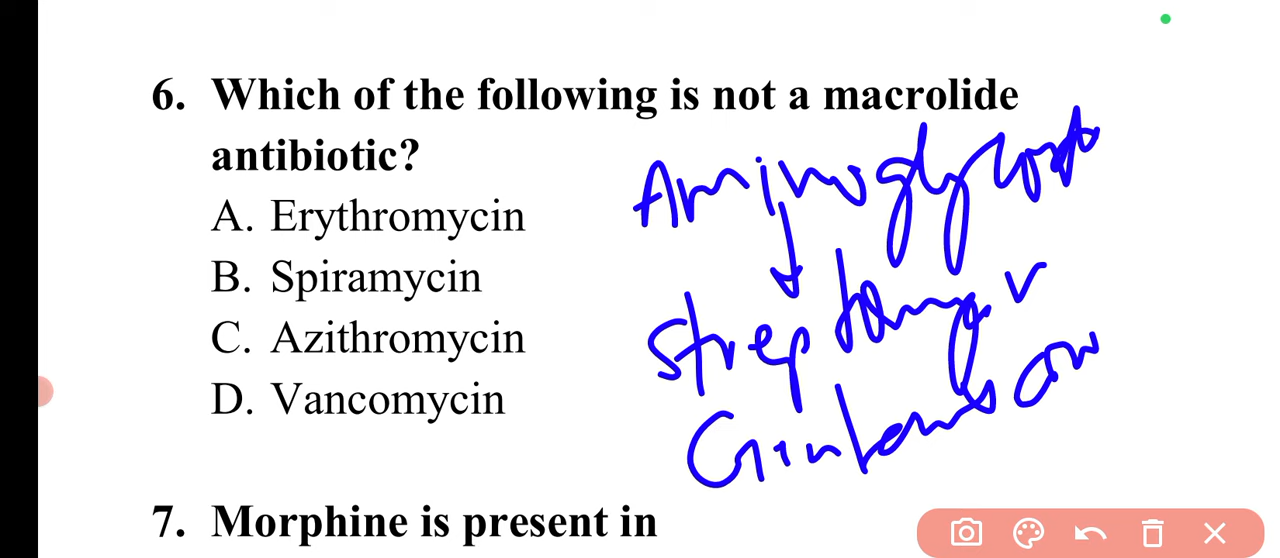 6. Which of the following is not a macrolide
antibiotic?
A. Erythromycin
B. Spiramycin
C. Azithromycin
D. Vancomycin
7. Morphine is present in